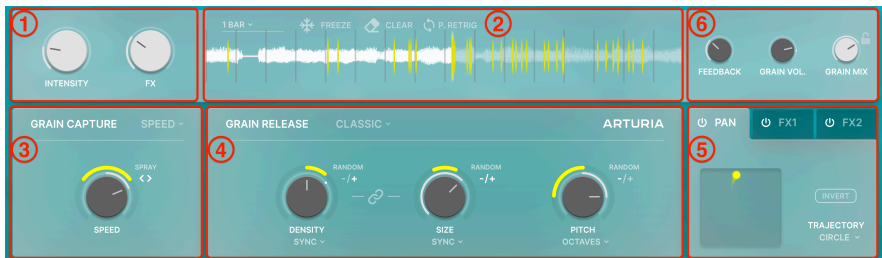 1
INTENSITY
FX
1 BAR
FREEZE
CLEAR
P. RETRIG
2
6
FEEDBACK
GRAIN VOL.
GRAIN MIX
GRAIN CAPTURE
SPEED
3
SPRAY
< >
SPEED
GRAIN RELEASE
CLASSIC
ARTURIA
4
RANDOM
-/+
DENSITY
SYNC
RANDOM
-/+
SIZE
SYNC
RANDOM
-/+
PITCH
OCTAVES
PAN
FX1
FX2
5
INVERT
TRAJECTORY
CIRCLE